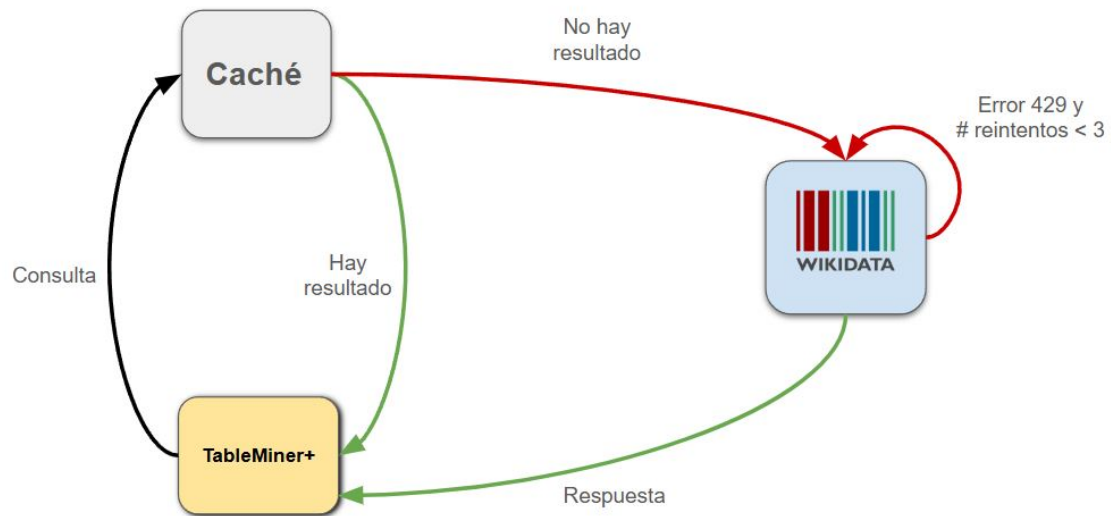 No hay
resultado
Caché
Error 429 y
# reintentos < 3
WIKIDATA
Consulta
Hay
resultado
TableMiner+
Respuesta